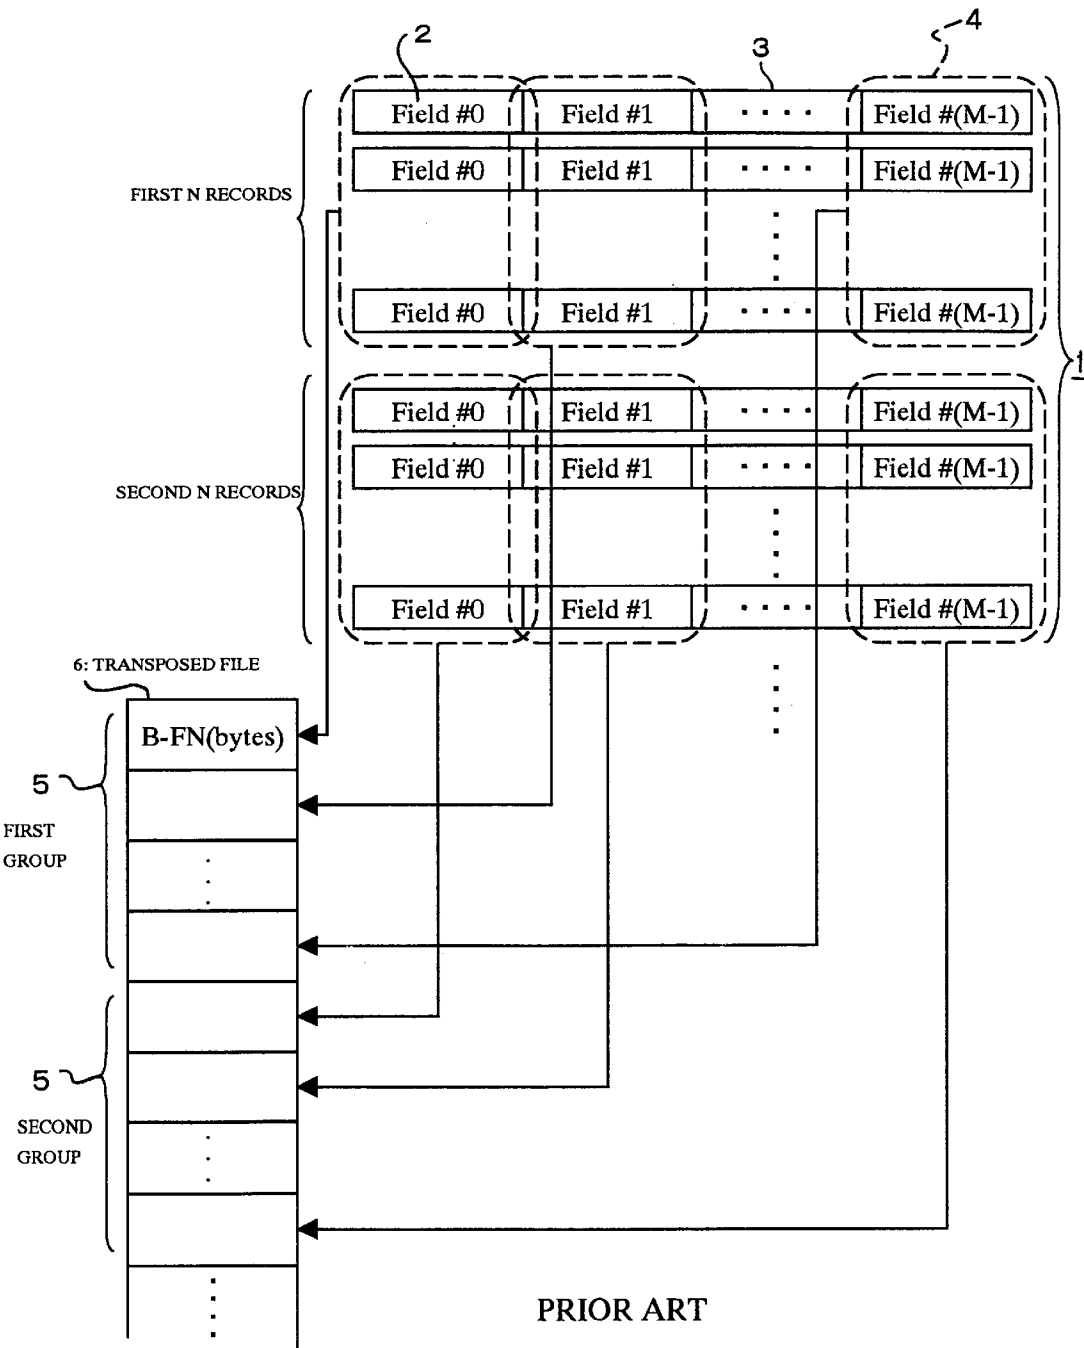 2 3 4
Field #0 Field #1 · · · · Field #(M-1)
Field #0 Field #1 · · · · Field #(M-1)
FIRST N RECORDS
Field #0 Field #1 · · · · Field #(M-1)
1
Field #0 Field #1 · · · · Field #(M-1)
Field #0 Field #1 · · · · Field #(M-1)
SECOND N RECORDS
Field #0 Field #1 · · · · Field #(M-1)
6: TRANSPOSED FILE
B-FN(bytes)
5
FIRST
GROUP
5
SECOND
GROUP
PRIOR ART